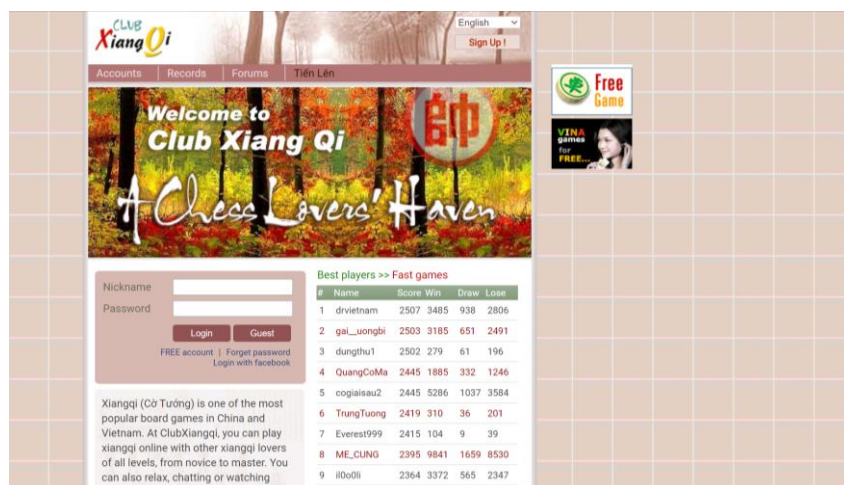 CLUB
XiangQi
English
Sign Up !
Accounts
Records
Forums
Tiến Lên
Welcome to
Club Xiang Qi
帥
A Chess Lovers' Haven
Free
Game
VINA
games
for
FREE...
Nickname
Password
Login
Guest
FREE account | Forget password
Login with facebook
Xiangqi (Cờ Tướng) is one of the most
popular board games in China and
Vietnam. At ClubXiangqi, you can play
xiangqi online with other xiangqi lovers
of all levels, from novice to master. You
can also relax, chatting or watching
Best players >> Fast games
# Name Score Win Draw Lose
1 drvietnam 2507 3485 938 2806
2 gai__uongbi 2503 3185 651 2491
3 dungthu1 2502 279 61 196
4 QuangCoMa 2445 1885 332 1246
5 cogiaisau2 2445 5286 1037 3584
6 TrungTuong 2419 310 36 201
7 Everest999 2415 104 9 39
8 ME_CUNG 2395 9841 1659 8530
9 il0o0li 2364 3372 565 2347